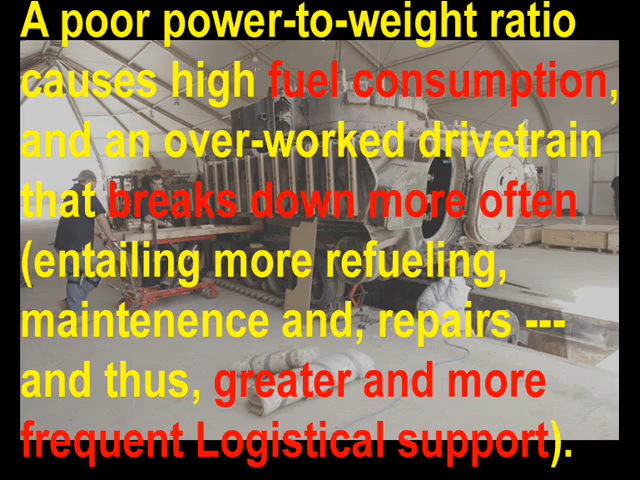 A poor power-to-weight ratio
causes high fuel consumption,
and an over-worked drivetrain
that breaks down more often
(entailing more refueling,
maintenence and, repairs ---
and thus, greater and more
frequent Logistical support).